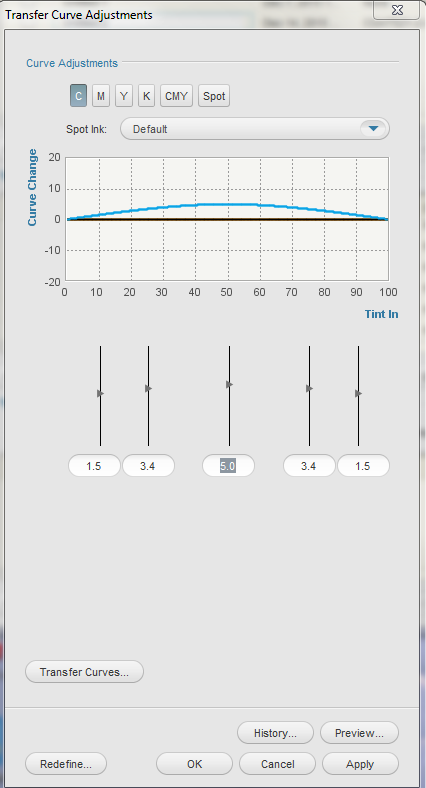 Transfer Curve Adjustments
Curve Adjustments
C M Y K CMY Spot
Spot Ink: Default
Curve Change
20
10
0
-10
-20
0 10 20 30 40 50 60 70 80 90 100
Tint In
1.5 3.4 5.0 3.4 1.5
Transfer Curves...
History... Preview...
Redefine... OK Cancel Apply